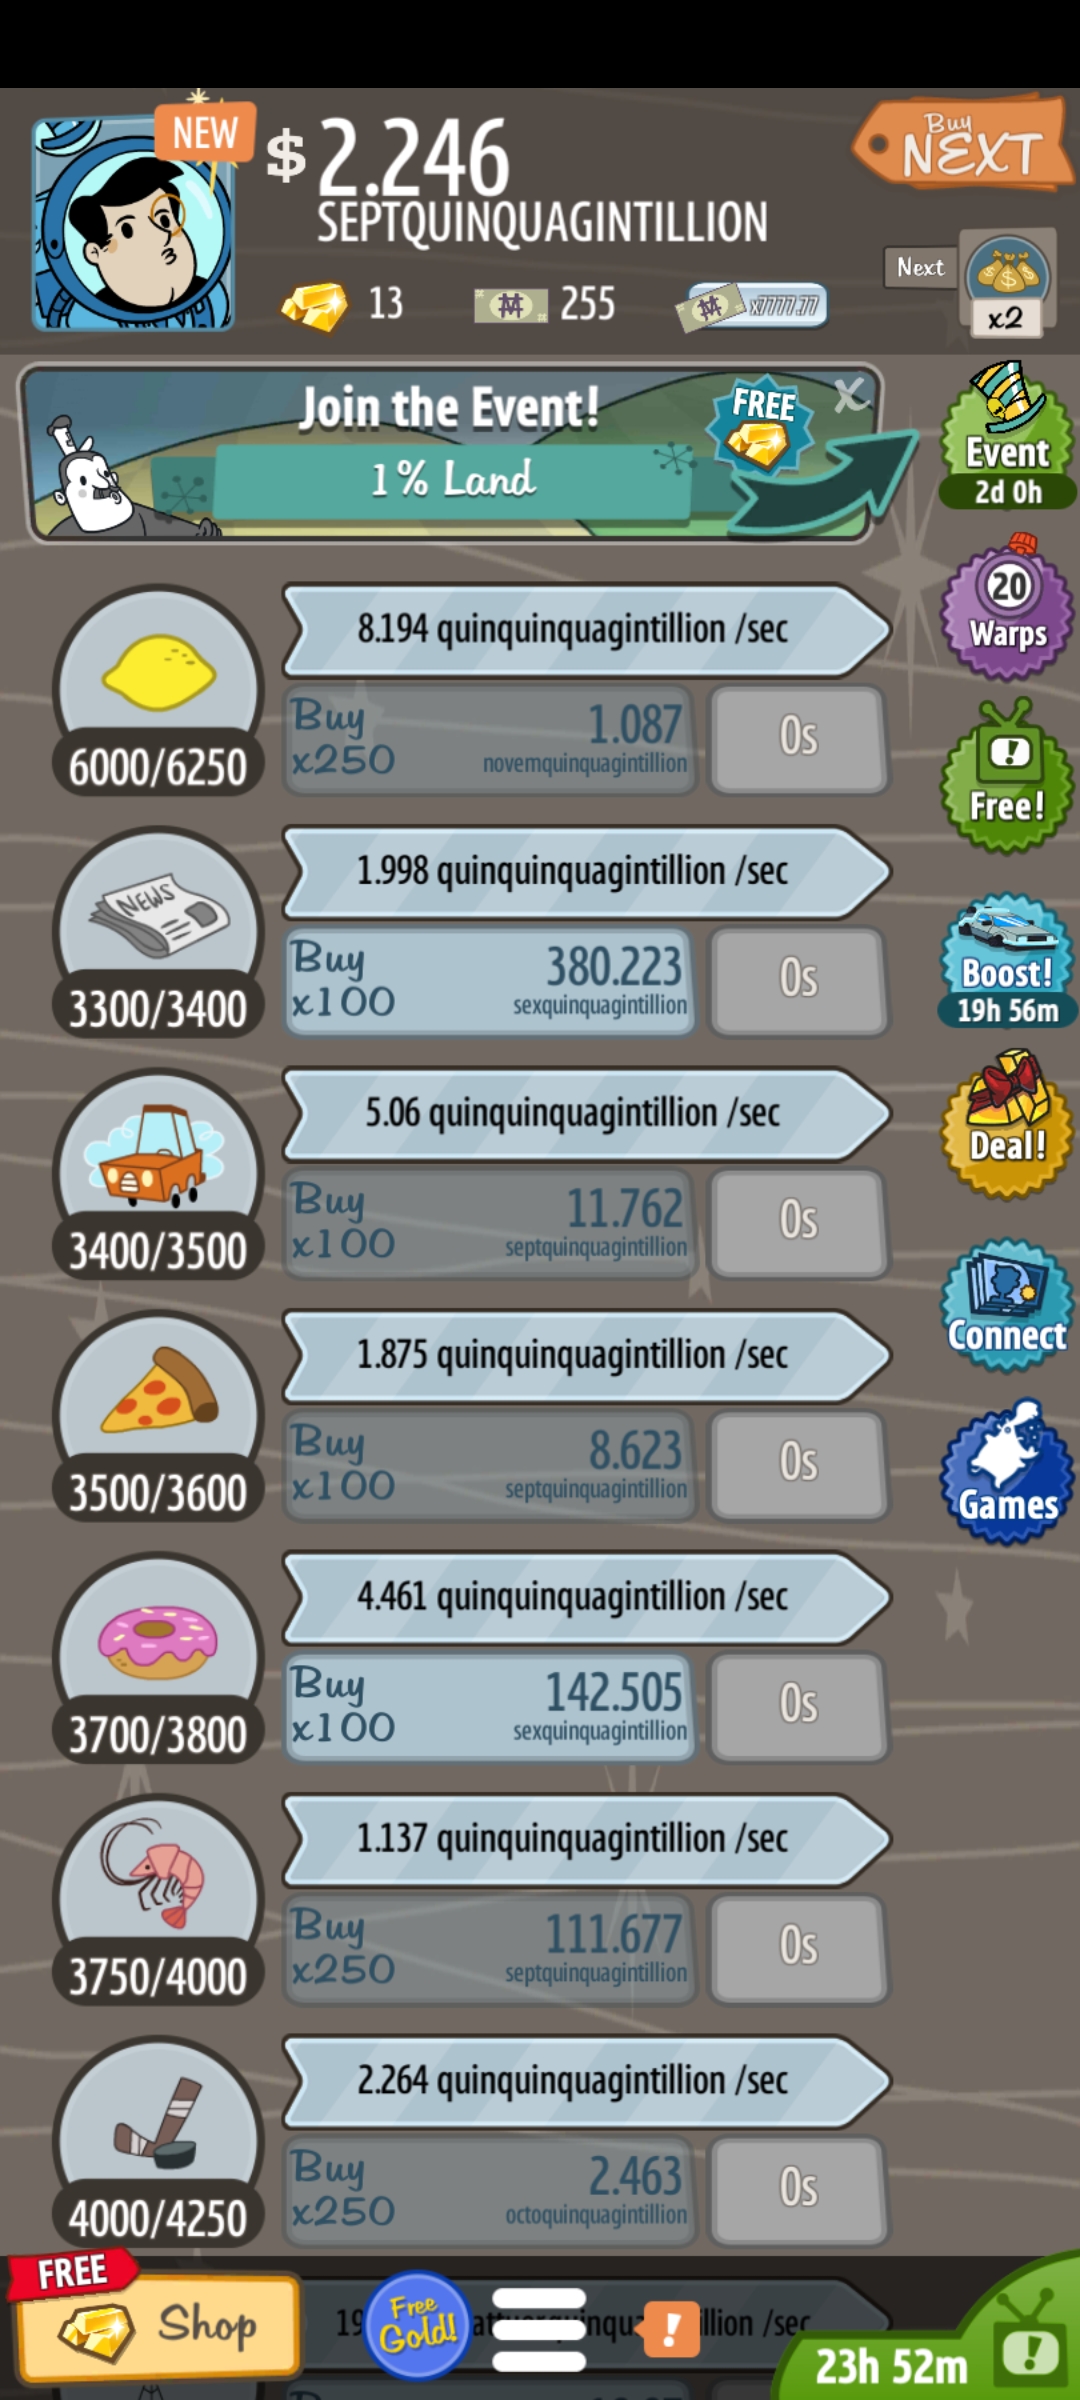 NEW
$ 2.246
SEPTQUINQUAGINTILLION
Buy
NEXT
13
255
x7777.77
Next
x2
Join the Event!
1% Land
FREE
X
Event
2d 0h
8.194 quinquinquagintillion /sec
Buy
x250
1.087
novemquinquagintillion
0s
6000/6250
20
Warps
Free!
1.998 quinquinquagintillion /sec
NEWS
Buy
x100
380.223
sexquinquagintillion
0s
3300/3400
Boost!
19h 56m
5.06 quinquinquagintillion /sec
Buy
x100
11.762
septquinquagintillion
0s
3400/3500
Deal!
1.875 quinquinquagintillion /sec
Buy
x100
8.623
septquinquagintillion
0s
3500/3600
Connect
Games
4.461 quinquinquagintillion /sec
Buy
x100
142.505
sexquinquagintillion
0s
3700/3800
1.137 quinquinquagintillion /sec
Buy
x250
111.677
septquinquagintillion
0s
3750/4000
2.264 quinquinquagintillion /sec
Buy
x250
2.463
octoquinquagintillion
0s
4000/4250
FREE
Shop
Free
Gold!
/sec
!
23h 52m